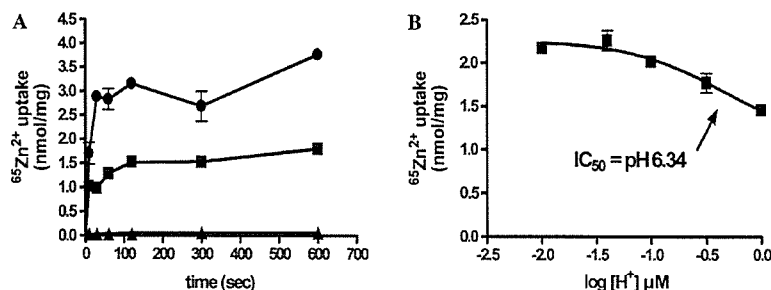 A
⁶⁵Zn²⁺ uptake
(nmol/mg)
4.5
4.0
3.5
3.0
2.5
2.0
1.5
1.0
0.5
0.0
0 100 200 300 400 500 600 700
time (sec)
B
⁶⁵Zn²⁺ uptake
(nmol/mg)
2.5
2.0
1.5
1.0
0.5
0.0
IC₅₀ = pH 6.34
-2.5 -2.0 -1.5 -1.0 -0.5 0.0
log [H⁺] µM